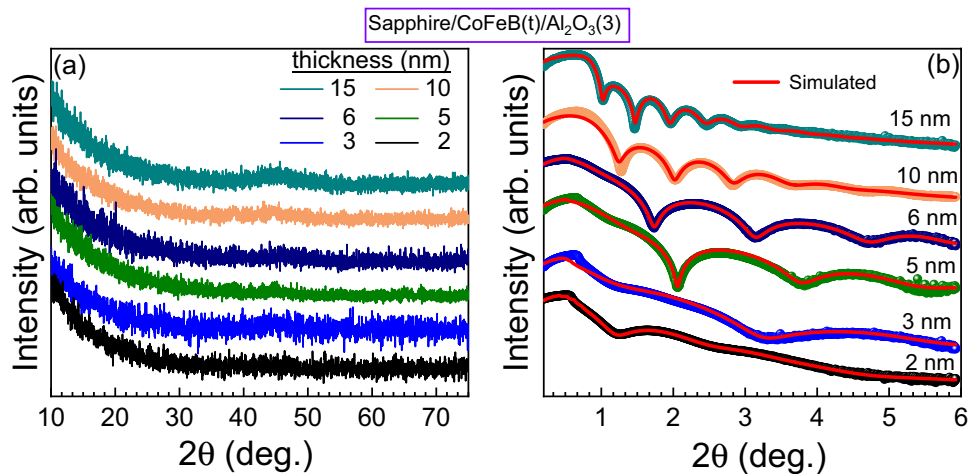 Sapphire/CoFeB(t)/Al₂O₃(3)
(a)
thickness (nm)
15 10
6 5
3 2
Intensity (arb. units)
10 20 30 40 50 60 70
2θ (deg.)
(b)
Simulated
15 nm
10 nm
6 nm
5 nm
3 nm
2 nm
Intensity (arb. units)
1 2 3 4 5 6
2θ (deg.)